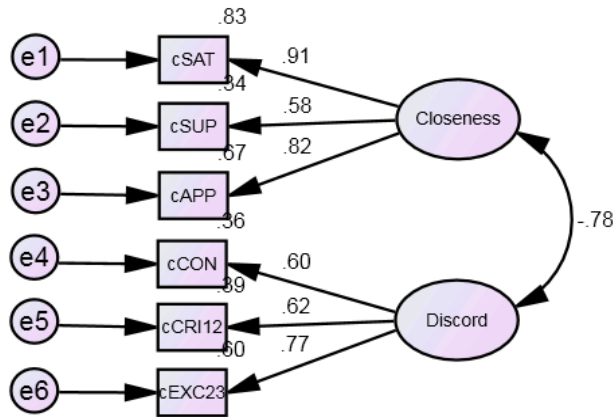 .83
e1 cSAT .91
.34
e2 cSUP .58 Closeness
.67 .82
e3 cAPP
.36 -.78
e4 cCON .60
.39
e5 cCRI12 .62 Discord
.60 .77
e6 cEXC23